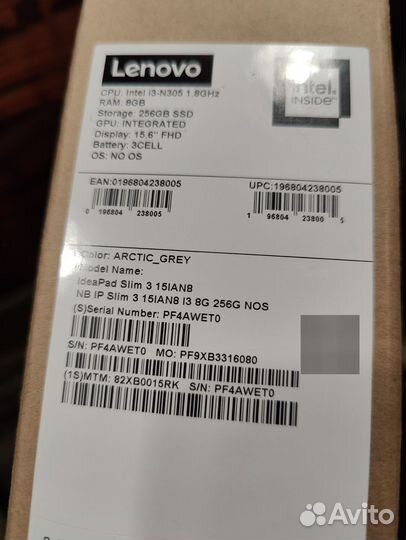 Lenovo
intel
INSIDE™
CPU: Intel i3-N305 1.8GHz
RAM: 8GB
Storage: 256GB SSD
GPU: INTEGRATED
Display: 15.6" FHD
Battery: 3CELL
OS: NO OS
EAN:0196804238005
UPC:196804238005
0 196804 238005
1 96804 23800 5
Color: ARCTIC_GREY
Model Name:
IdeaPad Slim 3 15IAN8
NB IP Slim 3 15IAN8 I3 8G 256G NOS
(S)Serial Number: PF4AWET0
S/N: PF4AWET0 MO: PF9XB3316080
(1S)MTM: 82XB0015RK S/N: PF4AWET0
Avito